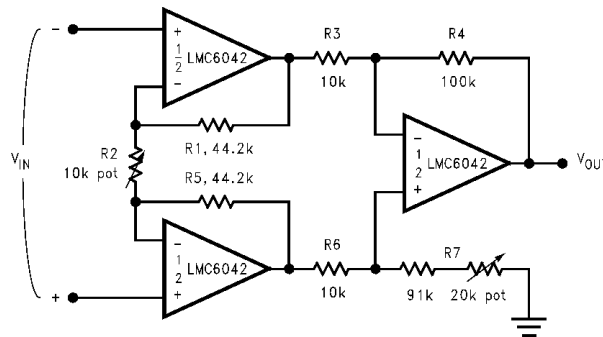 −
+
1
2
LMC6042
−
R3
10k
R4
100k
R1, 44.2k
R2
10k pot
V_IN
R5, 44.2k
−
1
2
LMC6042
+
−
1
2
LMC6042
+
V_OUT
R6
10k
R7
91k
20k pot
+